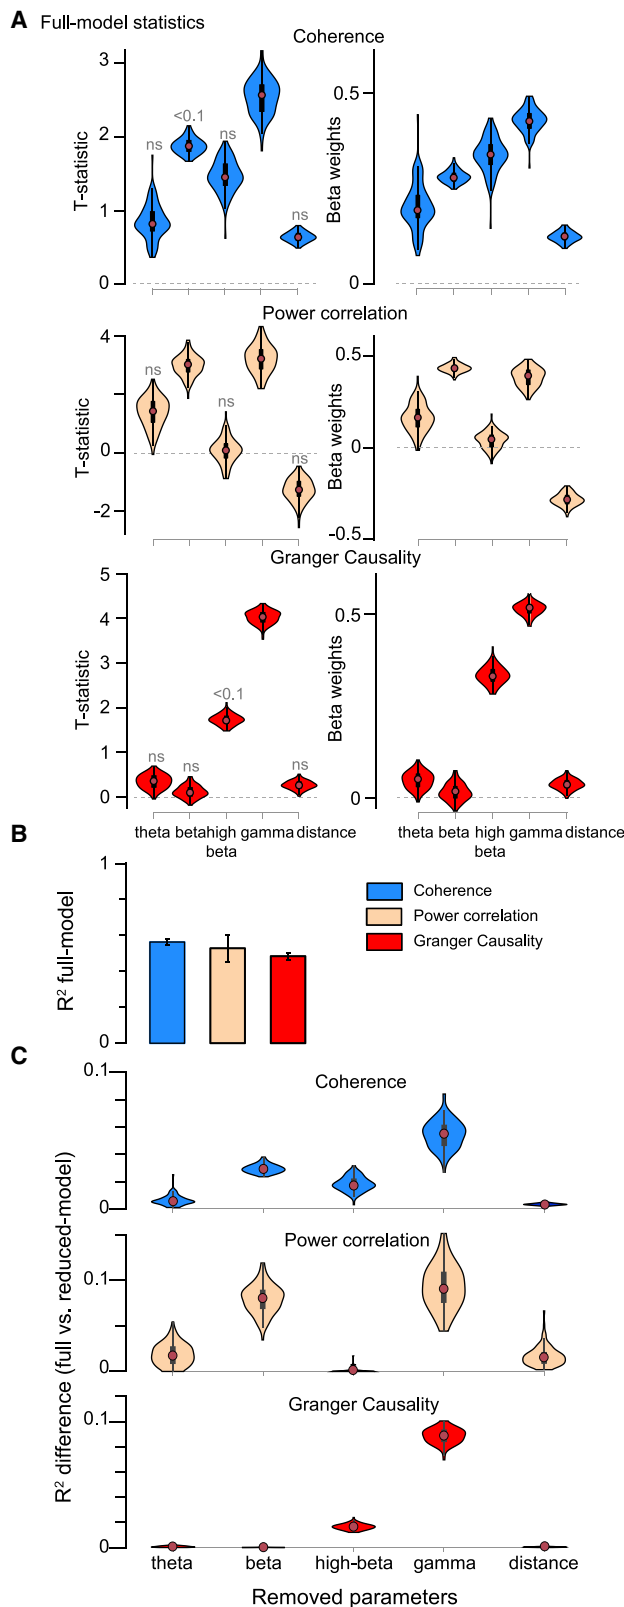 A Full-model statistics
Coherence
T-statistic
3
2
1
0
ns
<0.1
ns
ns
Beta weights
0.5
0
Power correlation
T-statistic
4
0
-2
ns
ns
ns
Beta weights
0.5
0
-0.5
Granger Causality
T-statistic
5
4
3
2
1
0
ns
ns
<0.1
ns
Beta weights
0.5
0
theta beta high gamma distance
beta
theta beta high gamma distance
beta
B
R² full-model
1
0
Coherence
Power correlation
Granger Causality
C
R² difference (full vs. reduced-model)
Coherence
0.1
0
Power correlation
0.1
0
Granger Causality
0.1
0
theta beta high-beta gamma distance
Removed parameters